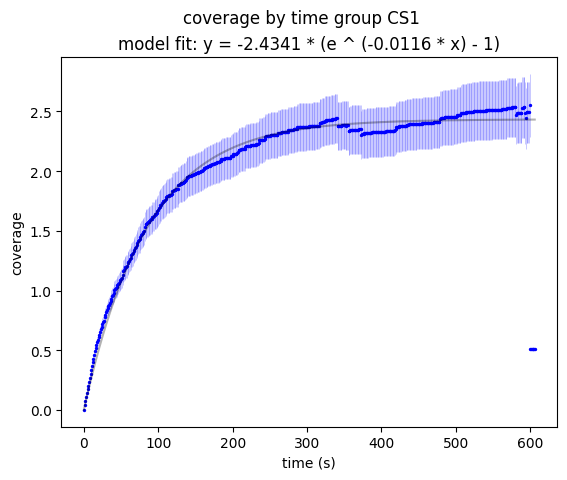 coverage by time group CS1
model fit: y = -2.4341 * (e ^ (-0.0116 * x) - 1)
2.5
2.0
1.5
1.0
0.5
0.0
coverage
0 100 200 300 400 500 600
time (s)